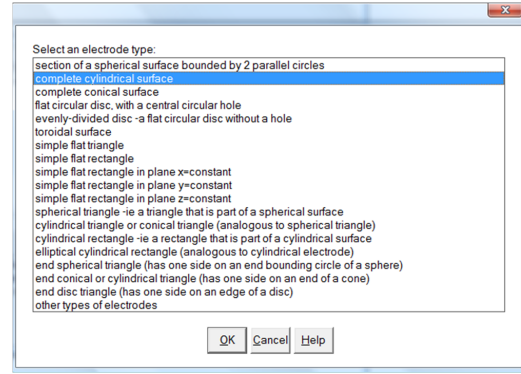 Select an electrode type:
section of a spherical surface bounded by 2 parallel circles
complete cylindrical surface
complete conical surface
flat circular disc, with a central circular hole
evenly-divided disc -a flat circular disc without a hole
toroidal surface
simple flat triangle
simple flat rectangle
simple flat rectangle in plane x=constant
simple flat rectangle in plane y=constant
simple flat rectangle in plane z=constant
spherical triangle -ie a triangle that is part of a spherical surface
cylindrical triangle or conical triangle (analogous to spherical triangle)
cylindrical rectangle -ie a rectangle that is part of a cylindrical surface
elliptical cylindrical rectangle (analogous to cylindrical electrode)
end spherical triangle (has one side on an end bounding circle of a sphere)
end conical or cylindrical triangle (has one side on an end of a cone)
end disc triangle (has one side on an edge of a disc)
other types of electrodes
OK Cancel Help